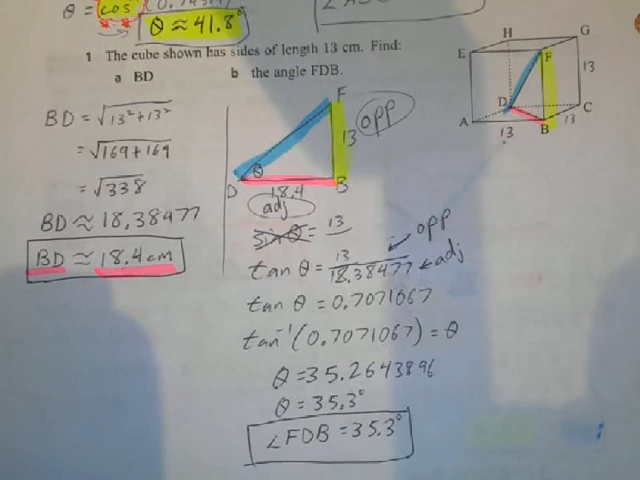 θ = cos
θ ≈ 41.8°
1 The cube shown has sides of length 13 cm. Find:
a BD
b the angle FDB.
BD = √13² + 13²
= √169 + 169
= √338
BD ≈ 18.38477
BD ≈ 18.4 cm
F
θ
13
opp
D
18.4
B
adj
sin θ = 13
tan θ = 13 / 18.38477
opp
adj
tan θ = 0.7071067
tan⁻¹(0.7071067) = θ
θ = 35.2643896
θ = 35.3°
∠FDB = 35.3°
H
G
E
F
13
D
C
A
B
13
13